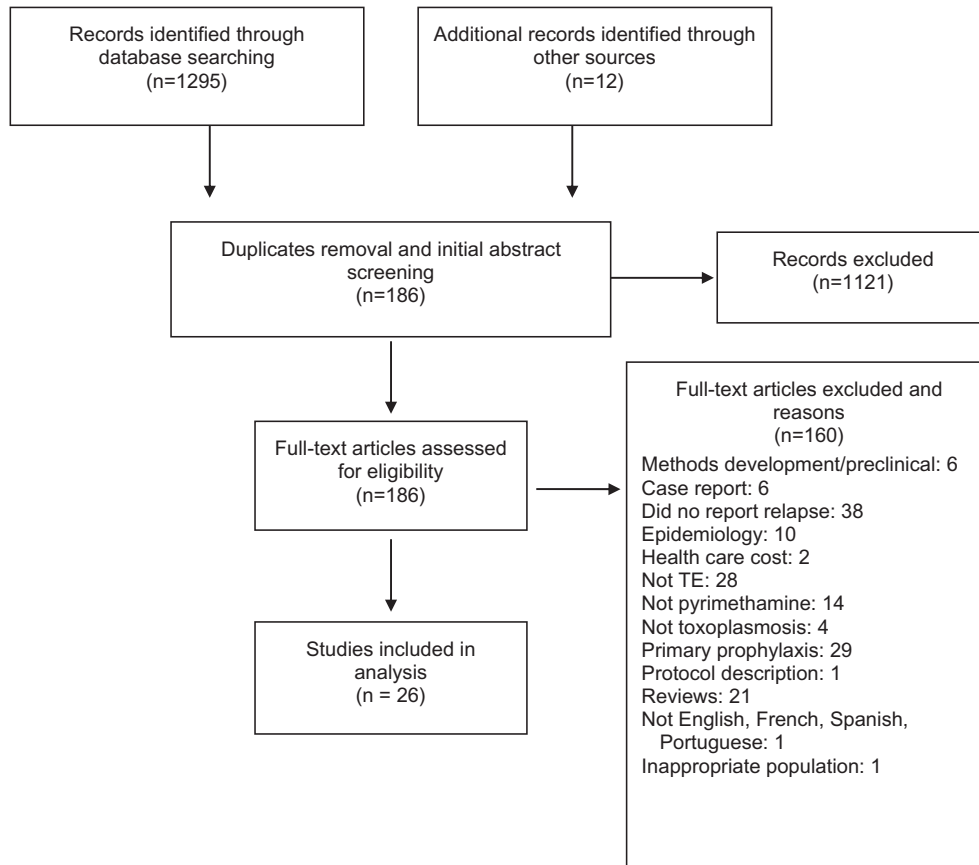 Records identified through
database searching
(n=1295)
Additional records identified through
other sources
(n=12)
Duplicates removal and initial abstract
screening
(n=186)
Records excluded
(n=1121)
Full-text articles assessed
for eligibility
(n=186)
Full-text articles excluded and
reasons
(n=160)
Methods development/preclinical: 6
Case report: 6
Did no report relapse: 38
Epidemiology: 10
Health care cost: 2
Not TE: 28
Not pyrimethamine: 14
Not toxoplasmosis: 4
Primary prophylaxis: 29
Protocol description: 1
Reviews: 21
Not English, French, Spanish,
Portuguese: 1
Inappropriate population: 1
Studies included in
analysis
(n = 26)